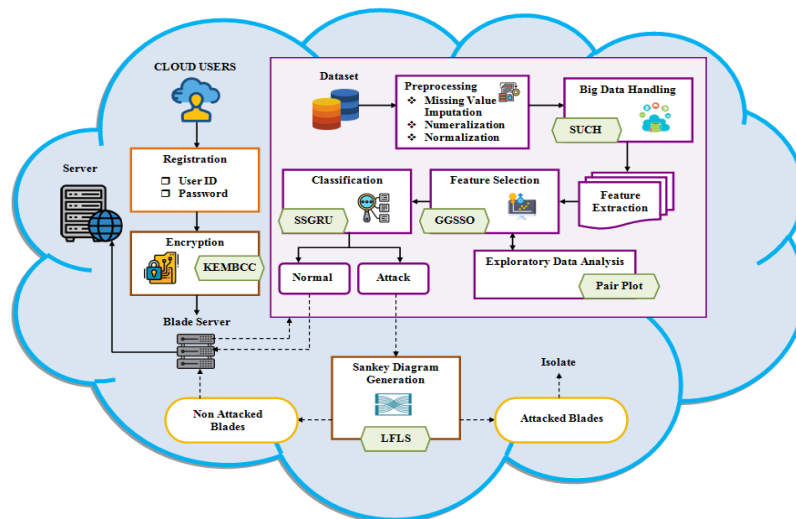 CLOUD USERS
Dataset
Preprocessing
❖ Missing Value
Imputation
❖ Numeralization
❖ Normalization
Big Data Handling
SUCH
Server
Registration
❐ User ID
❐ Password
Classification
SSGRU
Feature Selection
GGSSO
Feature
Extraction
Encryption
KEMBCC
Normal
Attack
Exploratory Data Analysis
Pair Plot
Blade Server
Sankey Diagram
Generation
LFLS
Isolate
Non Attacked
Blades
Attacked Blades